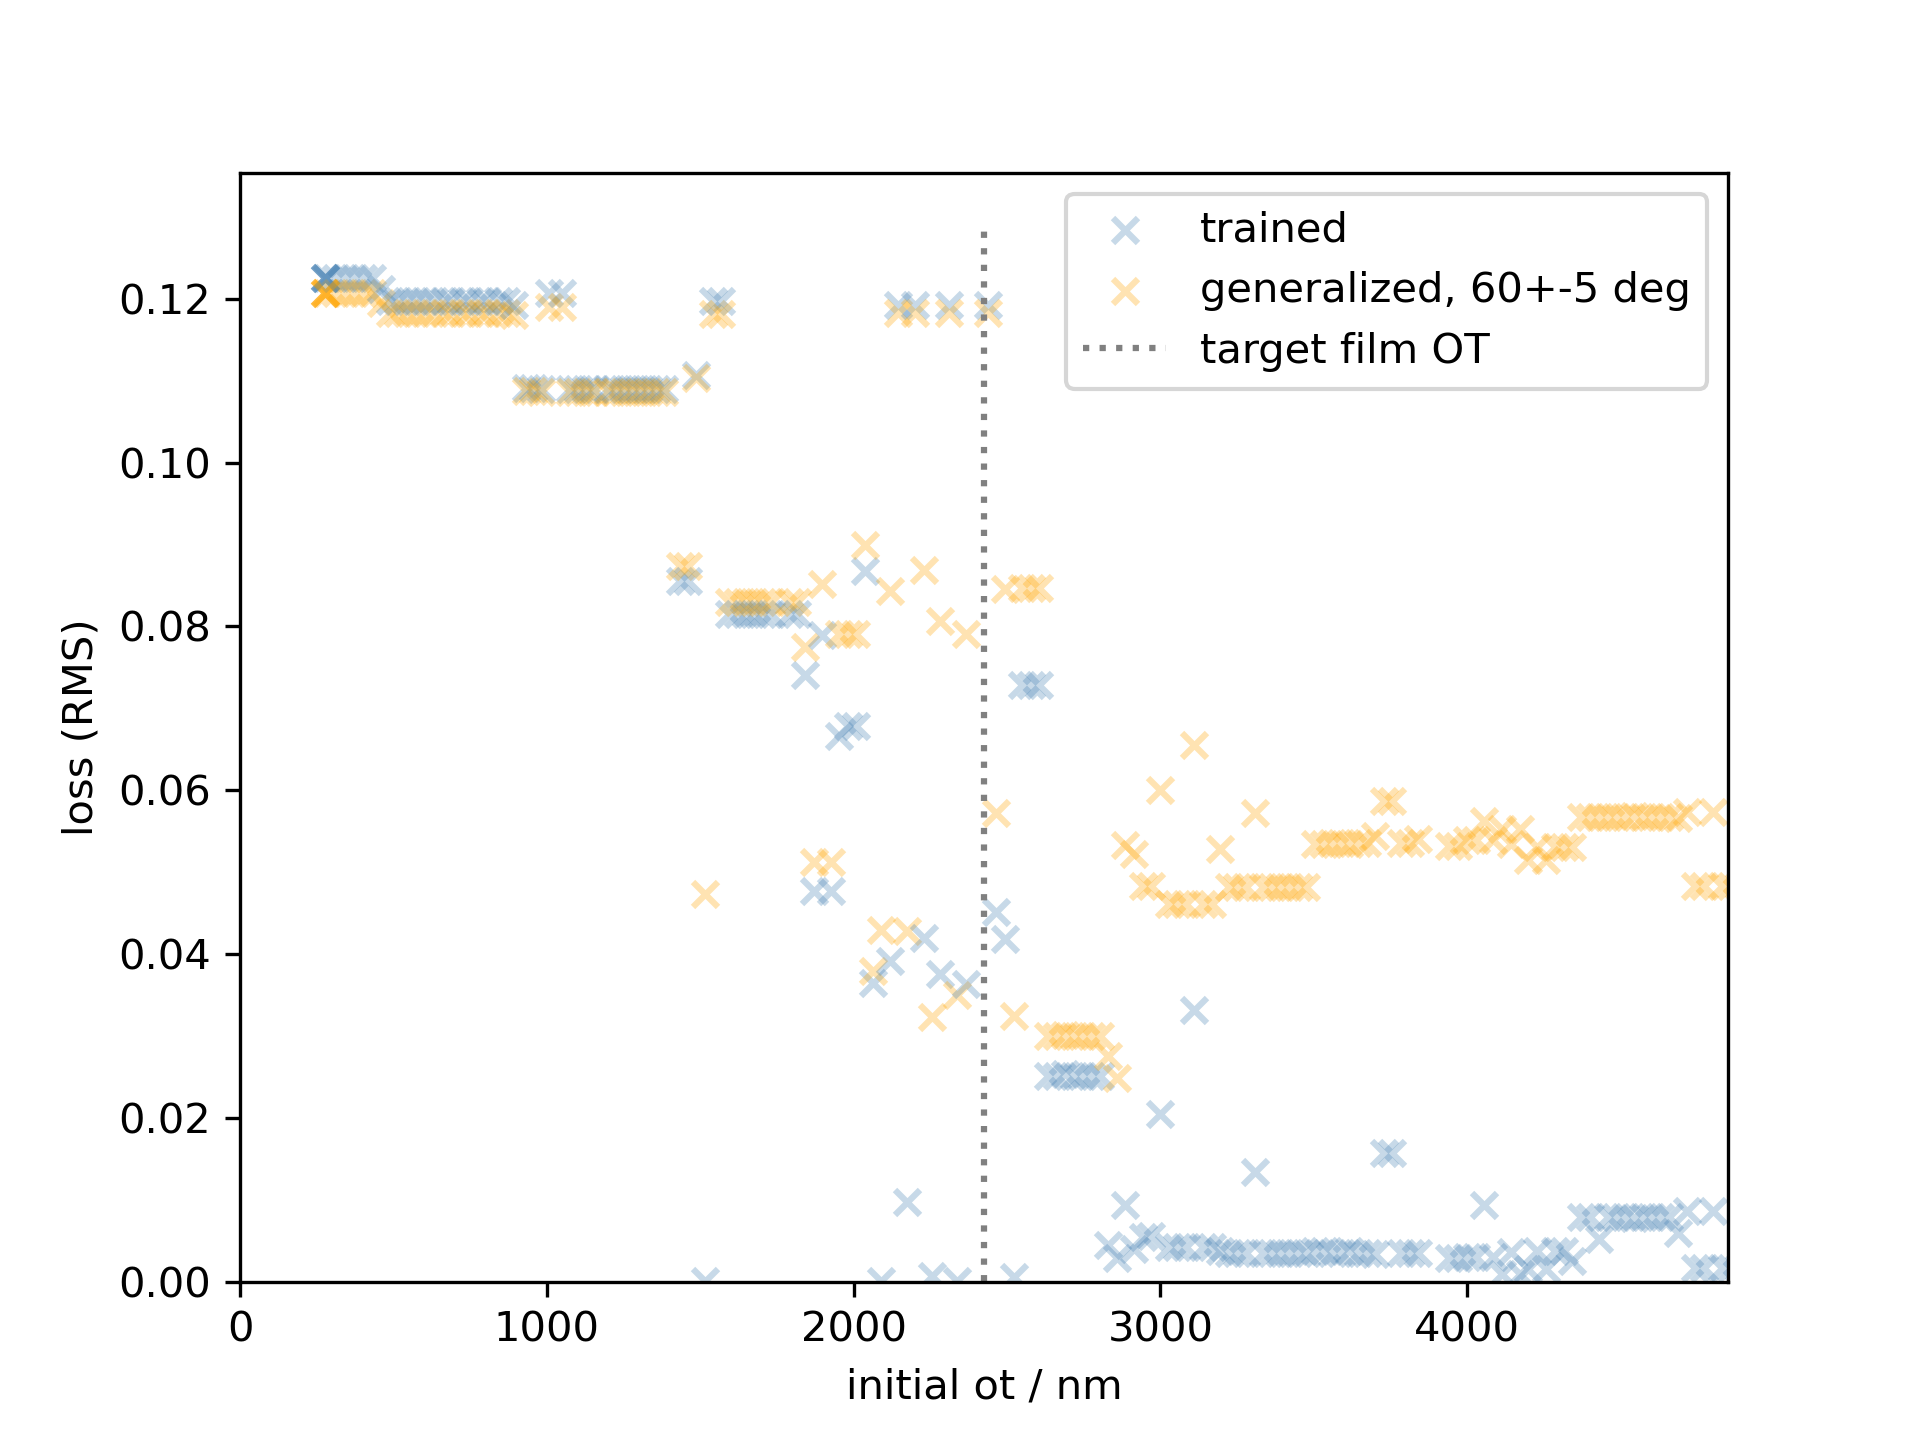 trained
generalized, 60+-5 deg
target film OT
0.12
0.10
0.08
0.06
0.04
0.02
0.00
loss (RMS)
0
1000
2000
3000
4000
initial ot / nm